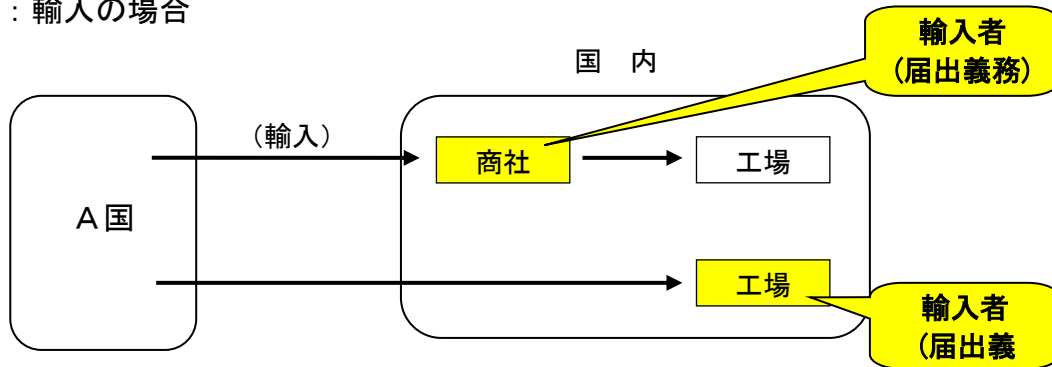 ：輸入の場合
輸入者
（届出義務）
国　内
（輸入）
商社
工場
Ａ国
工場
輸入者
（届出義